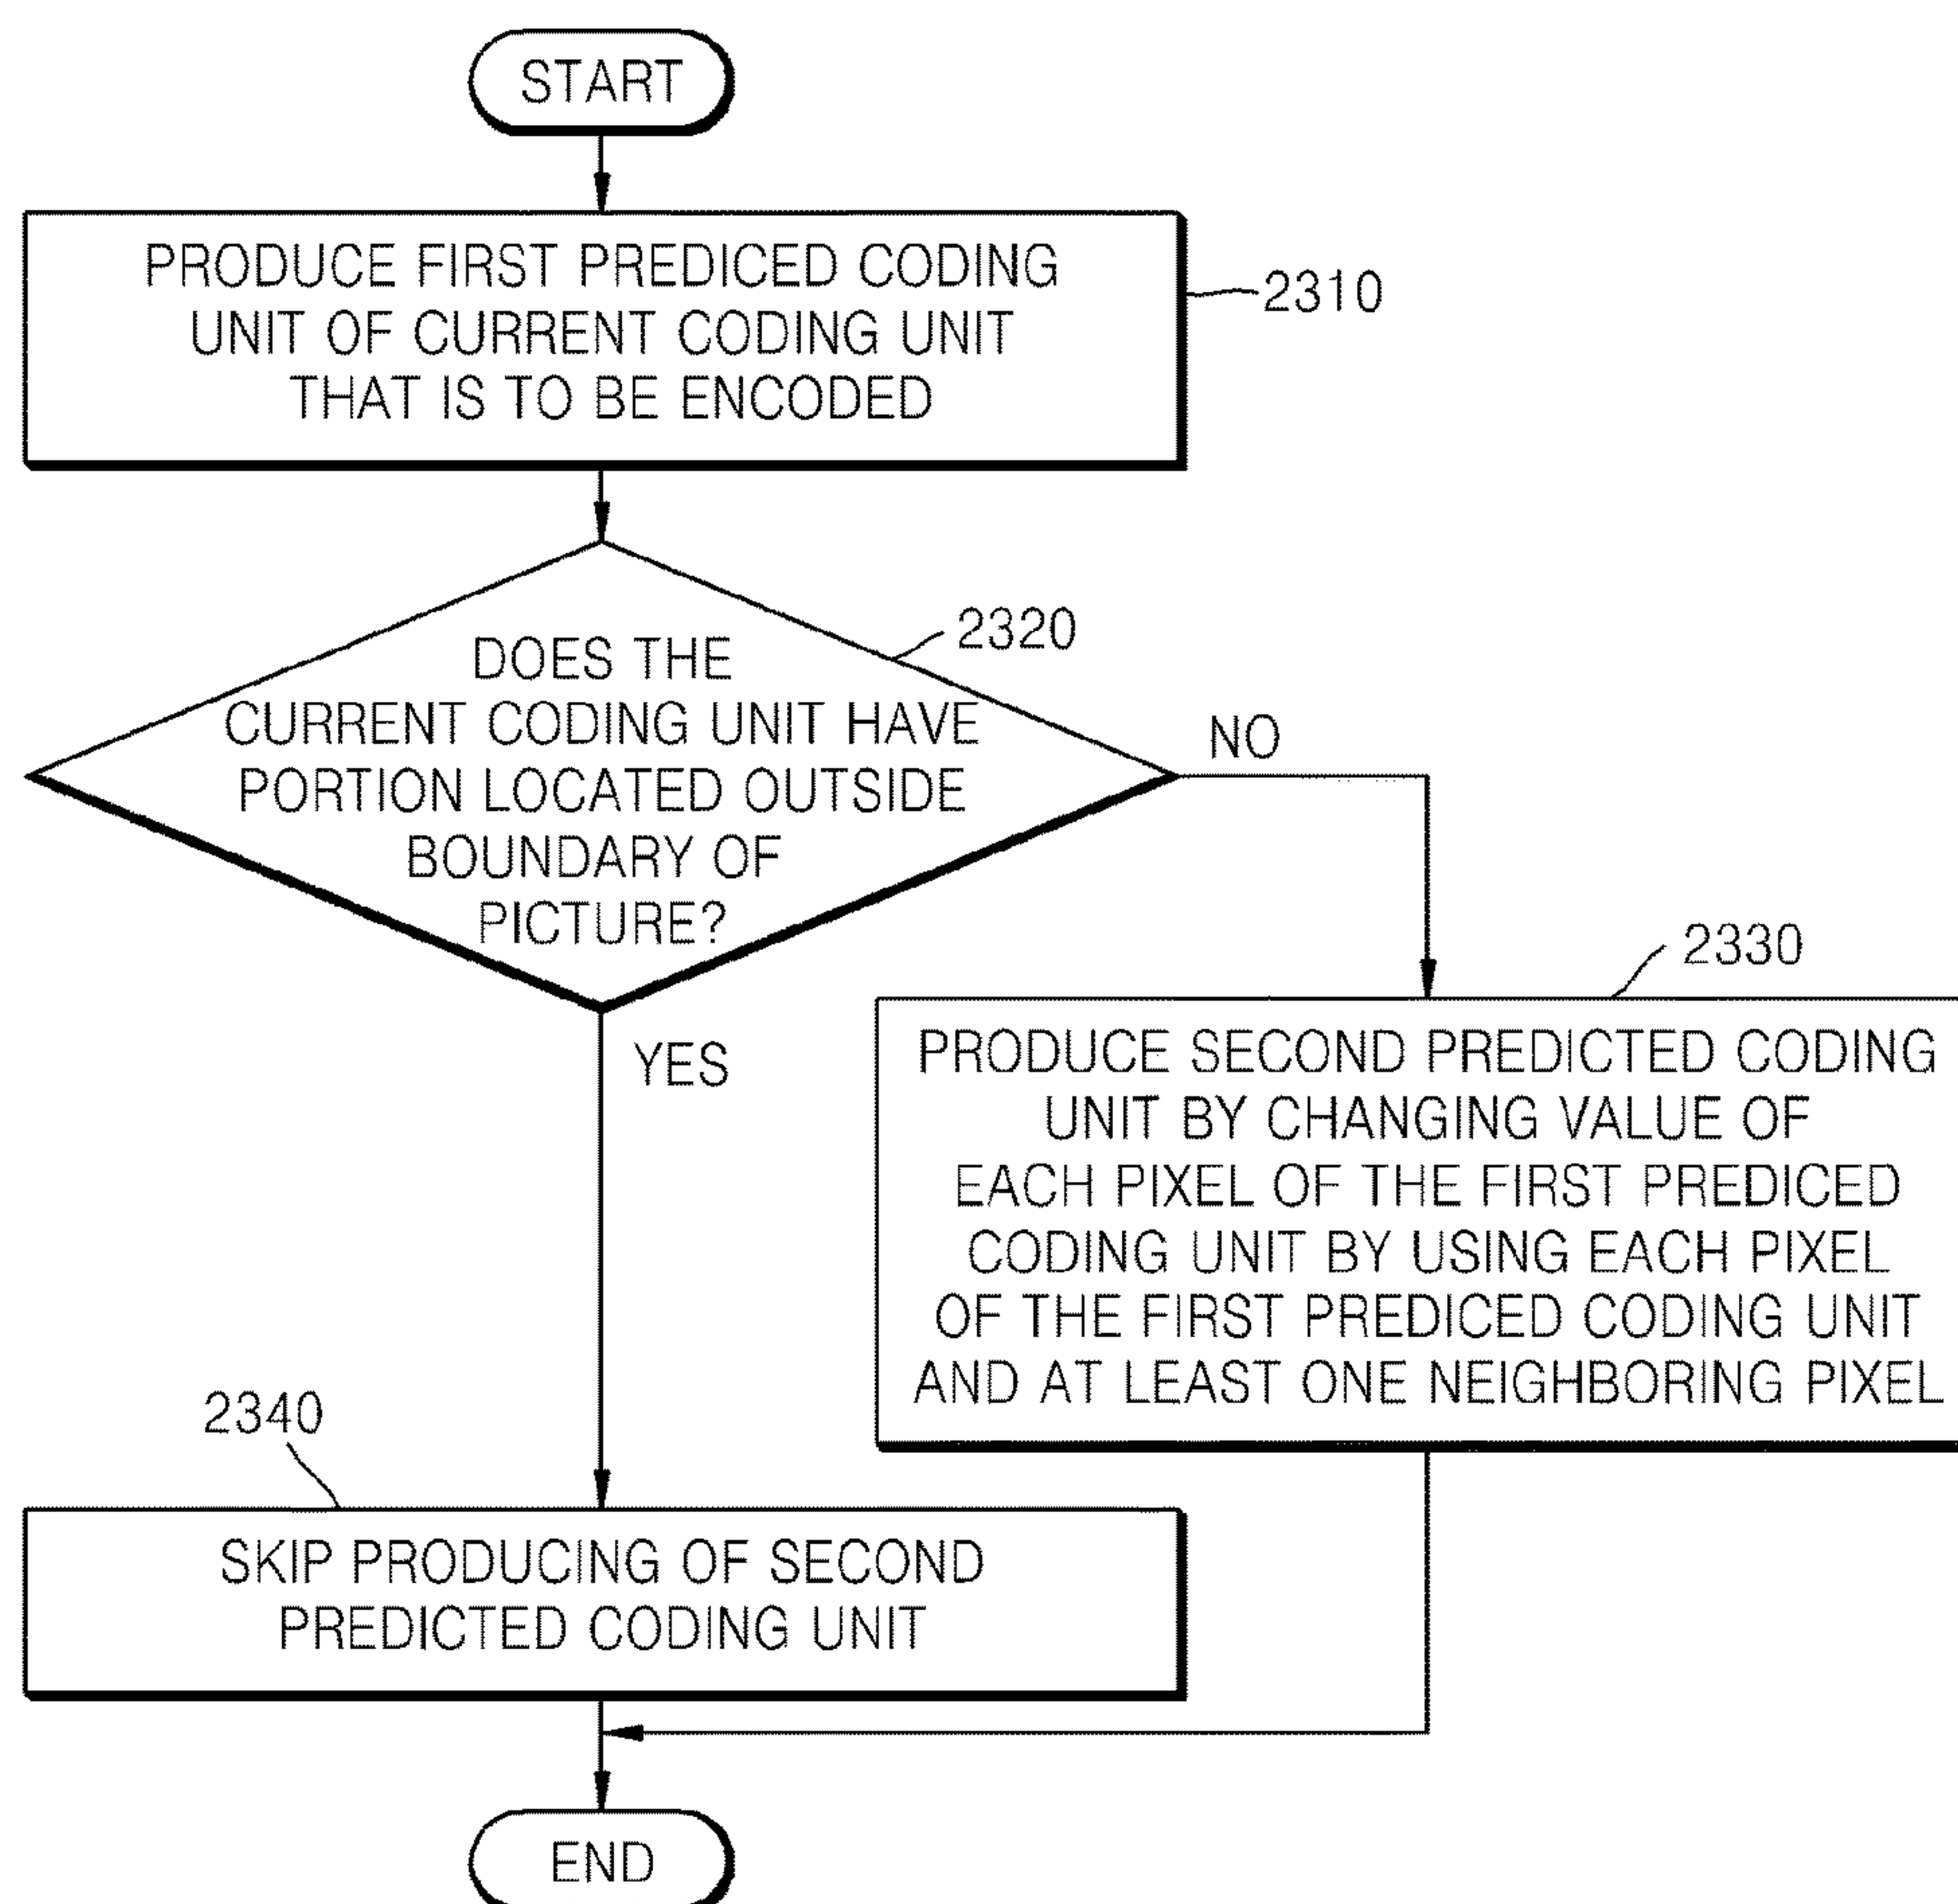 START
PRODUCE FIRST PREDICED CODING
UNIT OF CURRENT CODING UNIT
THAT IS TO BE ENCODED
2310
DOES THE
CURRENT CODING UNIT HAVE
PORTION LOCATED OUTSIDE
BOUNDARY OF
PICTURE?
2320
NO
YES
2330
PRODUCE SECOND PREDICTED CODING
UNIT BY CHANGING VALUE OF
EACH PIXEL OF THE FIRST PREDICED
CODING UNIT BY USING EACH PIXEL
OF THE FIRST PREDICED CODING UNIT
AND AT LEAST ONE NEIGHBORING PIXEL
2340
SKIP PRODUCING OF SECOND
PREDICTED CODING UNIT
END